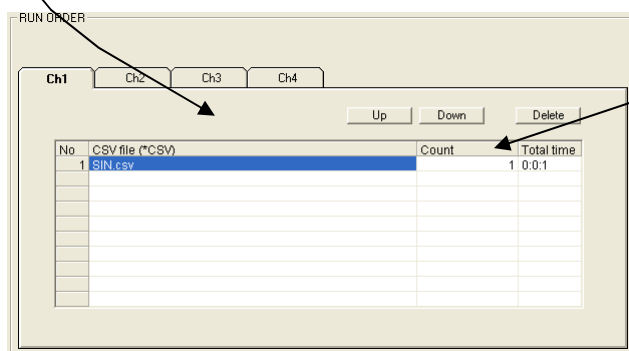 RUN ORDER
Ch1 Ch2 Ch3 Ch4
Up Down Delete
No CSV file (*CSV) Count Total time
1 SIN.csv 1 0:0:1